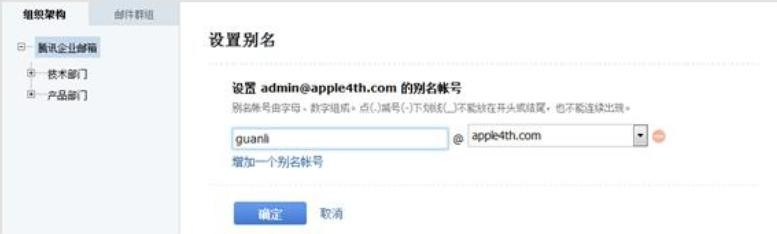 组织架构 邮件群组
腾讯企业邮箱
技术部门
产品部门
设置别名
设置 admin@apple4th.com 的别名帐号
别名帐号由字母、数字组成。点(.)减号(-)下划线(_)不能放在开头或结尾，也不能连续出现。
guanli @ apple4th.com
增加一个别名帐号
确定 取消